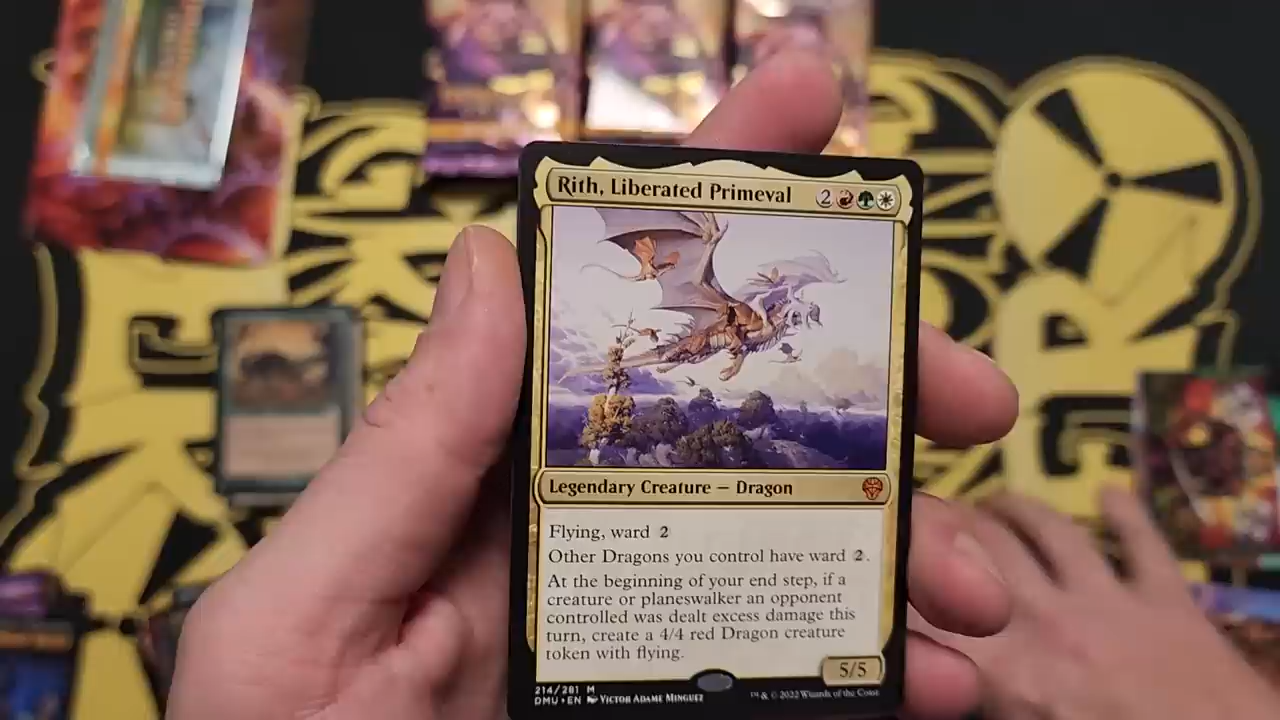 Rith, Liberated Primeval 2
Legendary Creature — Dragon
Flying, ward 2
Other Dragons you control have ward 2.
At the beginning of your end step, if a
creature or planeswalker an opponent
controlled was dealt excess damage this
turn, create a 4/4 red Dragon creature
token with flying.
5/5
214/281 M
DMU • EN Victor Adame Minguez
™ & © 2022 Wizards of the Coast